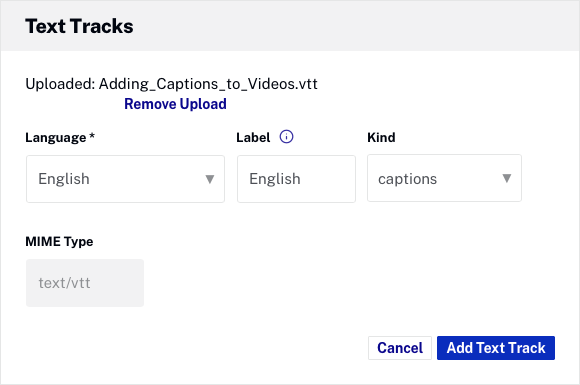 Text Tracks
Uploaded: Adding_Captions_to_Videos.vtt
Remove Upload
Language * Label Kind
English English captions
MIME Type
text/vtt
Cancel Add Text Track